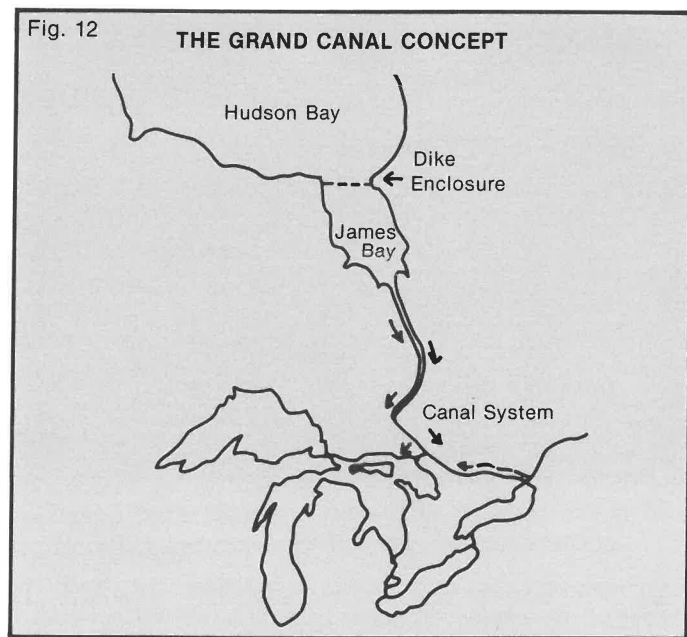 Fig. 12
THE GRAND CANAL CONCEPT
Hudson Bay
Dike
Enclosure
James
Bay
Canal System